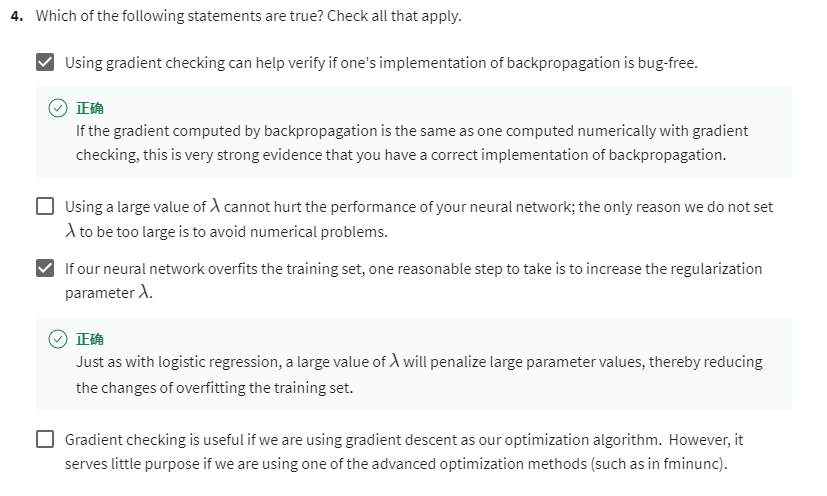 4. Which of the following statements are true? Check all that apply.
Using gradient checking can help verify if one's implementation of backpropagation is bug-free.
正确
If the gradient computed by backpropagation is the same as one computed numerically with gradient
checking, this is very strong evidence that you have a correct implementation of backpropagation.
Using a large value of λ cannot hurt the performance of your neural network; the only reason we do not set
λ to be too large is to avoid numerical problems.
If our neural network overfits the training set, one reasonable step to take is to increase the regularization
parameter λ.
正确
Just as with logistic regression, a large value of λ will penalize large parameter values, thereby reducing
the changes of overfitting the training set.
Gradient checking is useful if we are using gradient descent as our optimization algorithm. However, it
serves little purpose if we are using one of the advanced optimization methods (such as in fminunc).